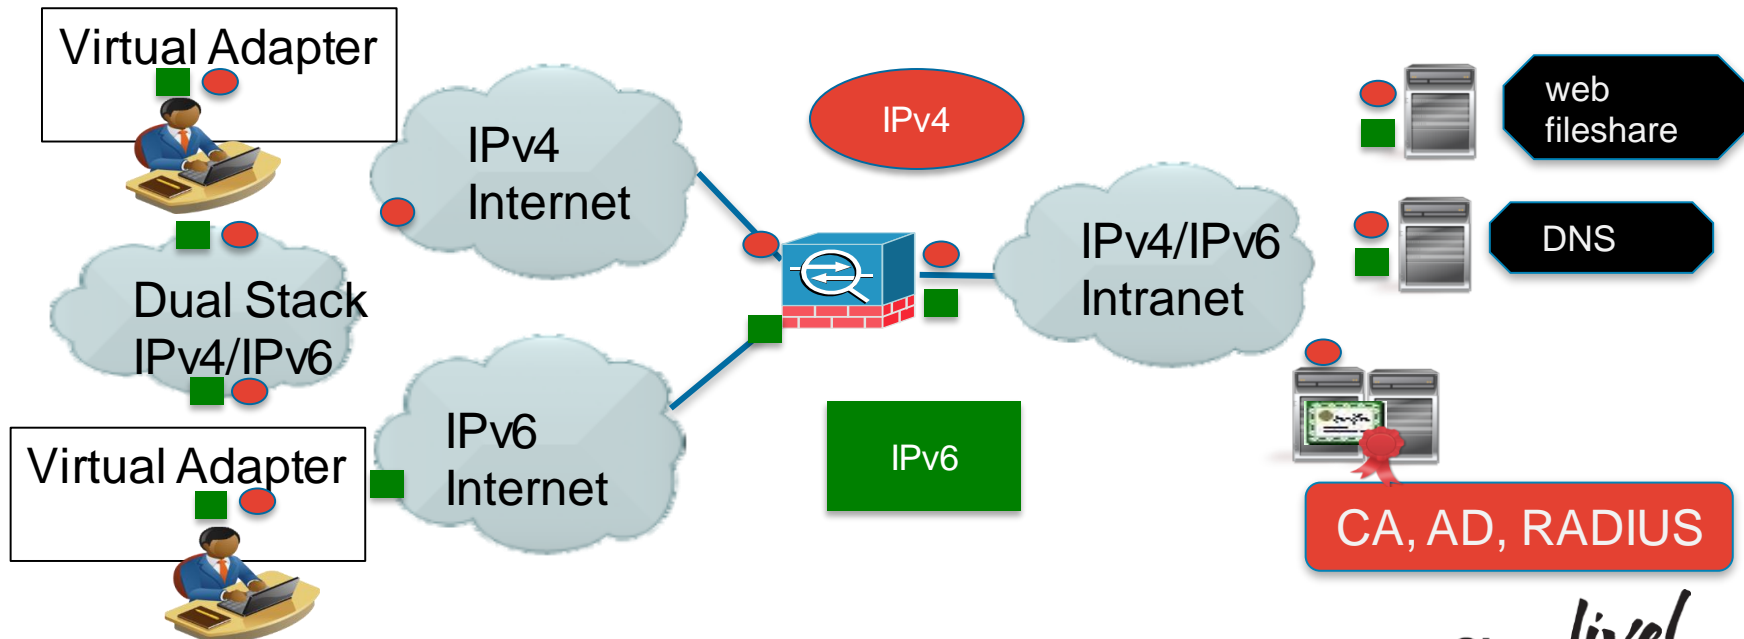 Virtual Adapter
IPv4
Internet
Dual Stack
IPv4/IPv6
Virtual Adapter
IPv6
Internet
IPv4
IPv6
IPv4/IPv6
Intranet
web
fileshare
DNS
CA, AD, RADIUS
live!